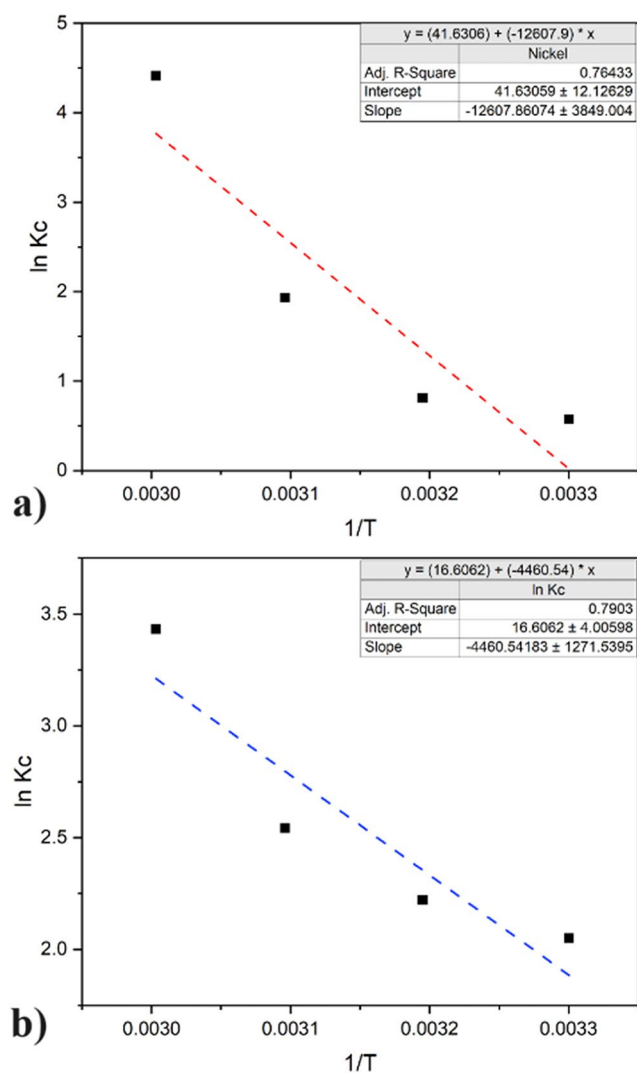 y = (41.6306) + (-12607.9) * x
Nickel
Adj. R-Square 0.76433
Intercept 41.63059 ± 12.12629
Slope -12607.86074 ± 3849.004
5
4
3
2
1
0
ln Kc
0.0030 0.0031 0.0032 0.0033
1/T
a)
y = (16.6062) + (-4460.54) * x
ln Kc
Adj. R-Square 0.7903
Intercept 16.6062 ± 4.00598
Slope -4460.54183 ± 1271.5395
3.5
3.0
2.5
2.0
ln Kc
0.0030 0.0031 0.0032 0.0033
1/T
b)